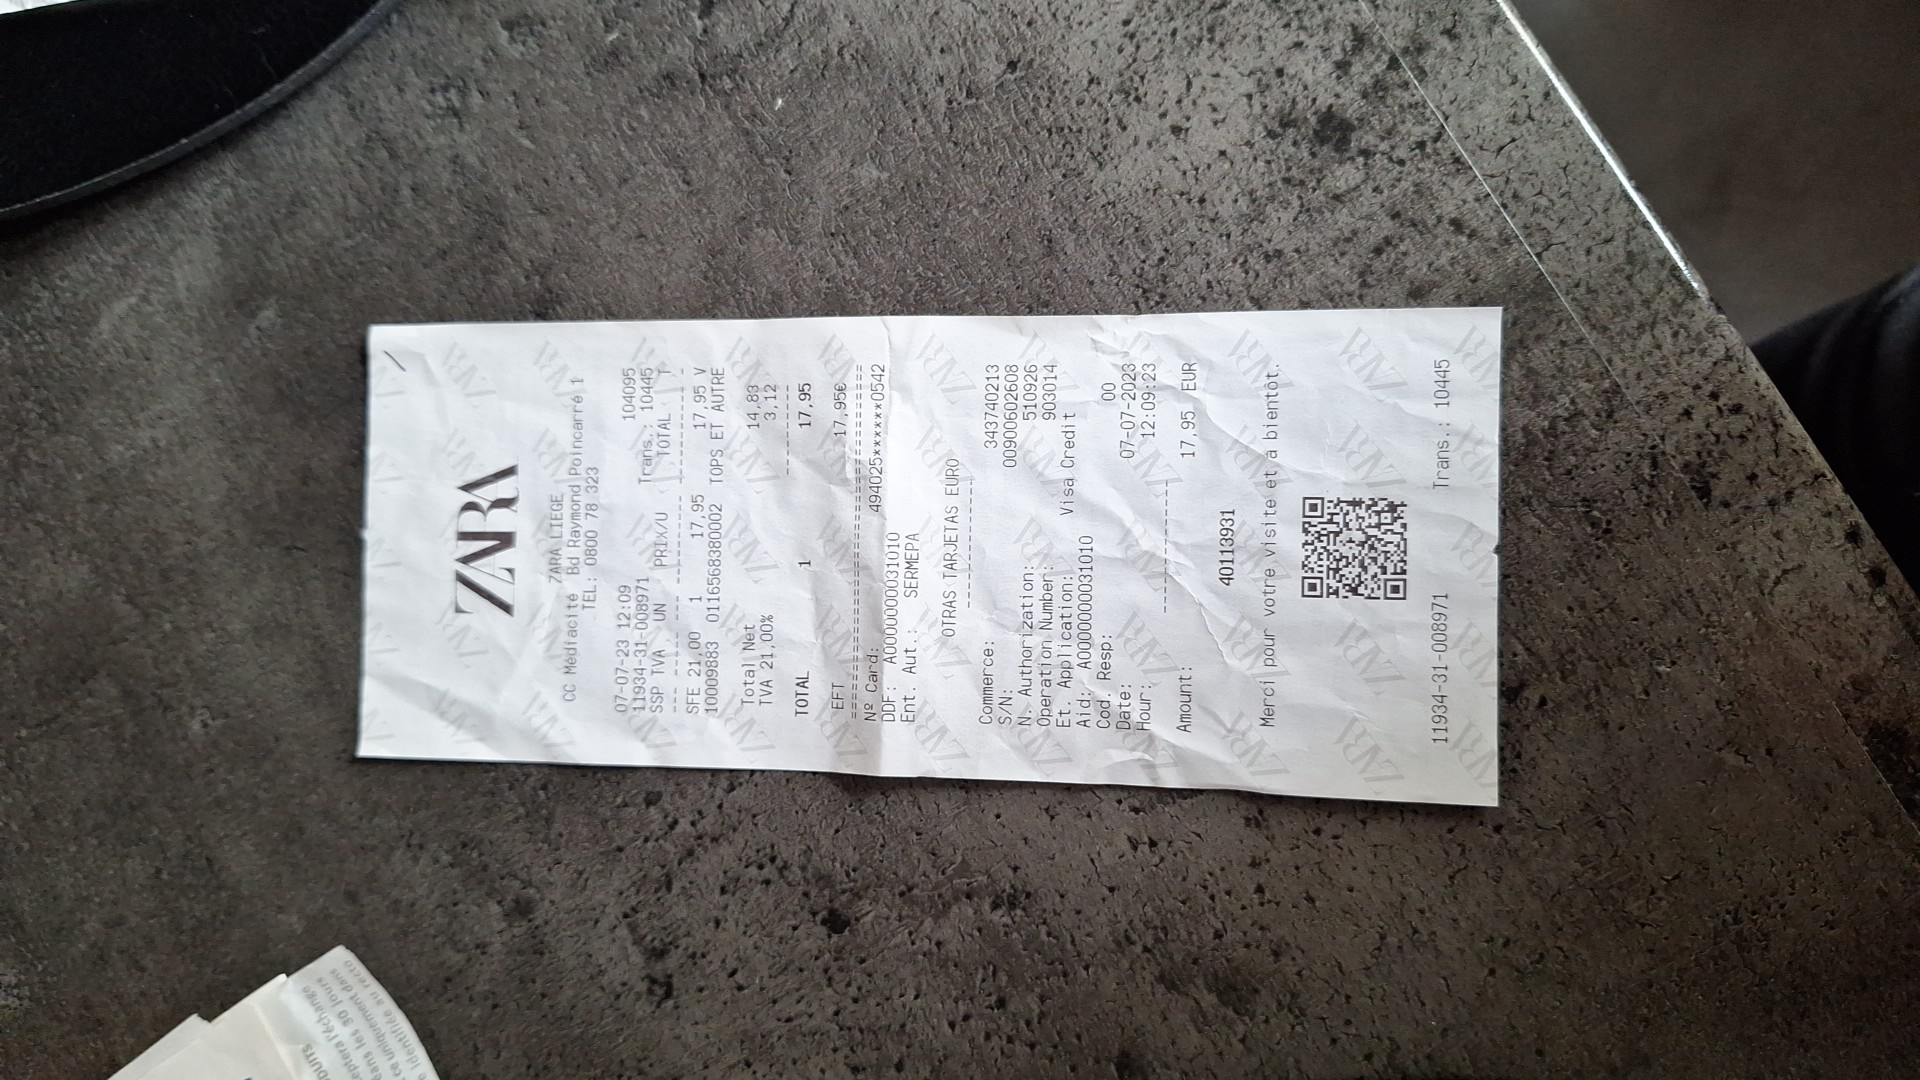 ZARA
ZARA LIEGE
CC Médiacité Bd Raymond Poincarré 1
TEL: 0800 78 323
07-07-23 12:09 104095
11934-31-008971 Trans.: 10445
SSP TVA UN PRIX/U TOTAL T
SFE 21,00 1 17,95 17,95 V
10009883 0116568380002 TOPS ET AUTRE
Total Net 14,83
TVA 21,00% 3,12
TOTAL 1 17,95
EFT 17,95€
Nº Card: 494025******0542
DDF: A0000000031010
Ent. Aut.: SERMEPA
OTRAS TARJETAS EURO
Commerce: 343740213
S/N: 00900602608
N. Authorization: 510926
Operation Number: 903014
Et. Application: Visa Credit
Aid: A0000000031010
Cod. Resp: 00
Date: 07-07-2023
Hour: 12:09:23
Amount: 17,95 EUR
40113931
Merci pour votre visite et à bientôt.
11934-31-008971 Trans.: 10445